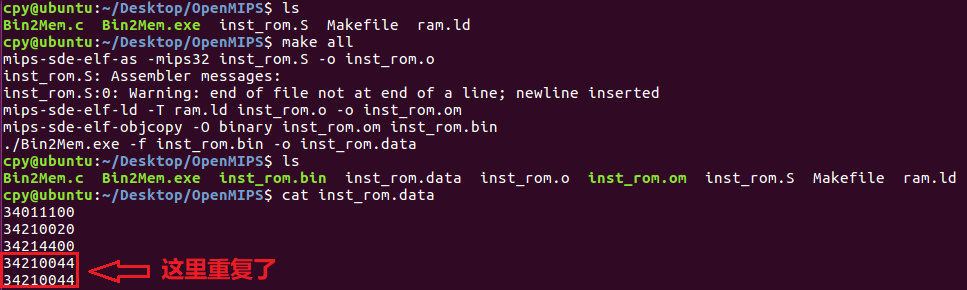 cpy@ubuntu:~/Desktop/OpenMIPS$ ls
Bin2Mem.c  Bin2Mem.exe  inst_rom.S  Makefile  ram.ld
cpy@ubuntu:~/Desktop/OpenMIPS$ make all
mips-sde-elf-as -mips32 inst_rom.S -o inst_rom.o
inst_rom.S: Assembler messages:
inst_rom.S:0: Warning: end of file not at end of a line; newline inserted
mips-sde-elf-ld -T ram.ld inst_rom.o -o inst_rom.om
mips-sde-elf-objcopy -O binary inst_rom.om inst_rom.bin
./Bin2Mem.exe -f inst_rom.bin -o inst_rom.data
cpy@ubuntu:~/Desktop/OpenMIPS$ ls
Bin2Mem.c  Bin2Mem.exe  inst_rom.bin  inst_rom.data  inst_rom.o  inst_rom.om  inst_rom.S  Makefile  ram.ld
cpy@ubuntu:~/Desktop/OpenMIPS$ cat inst_rom.data
34011100
34210020
34214400
34210044
这里重复了
34210044